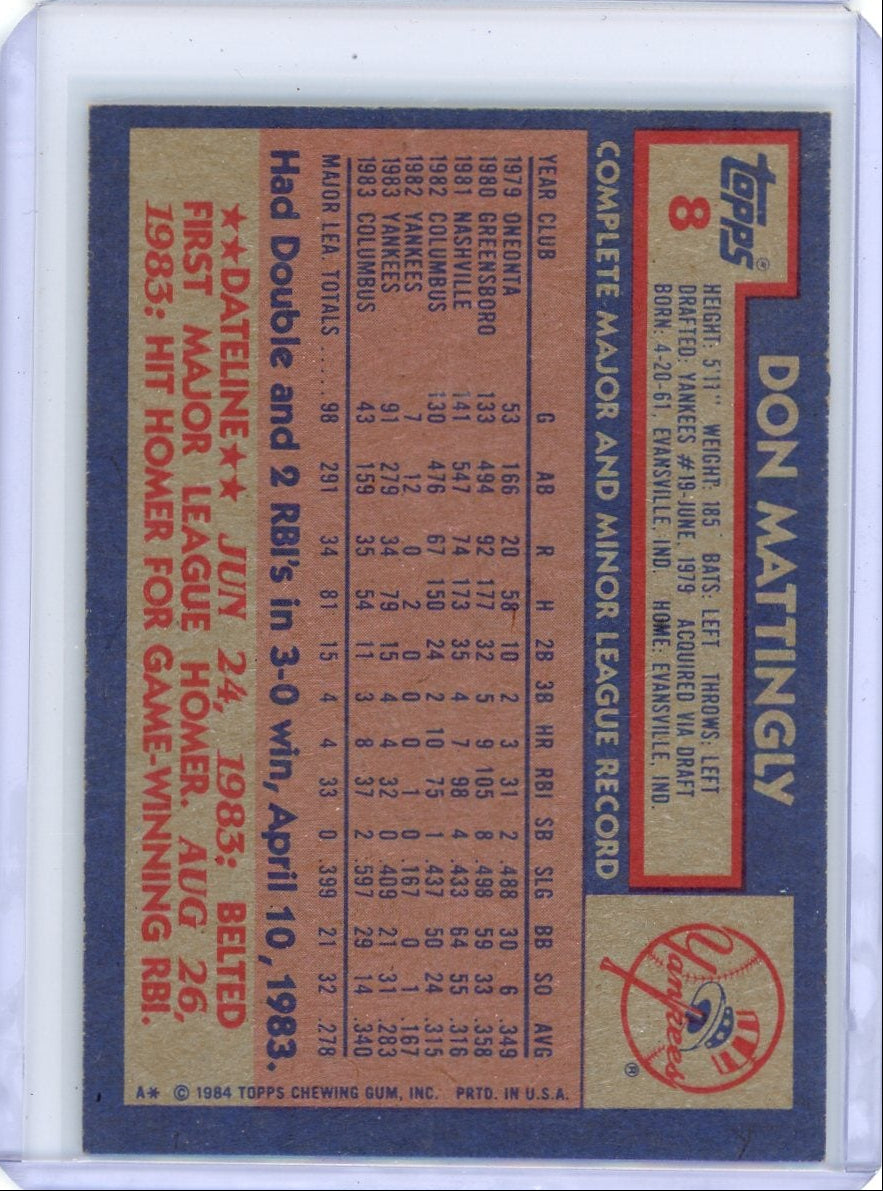 topps®
8
DON MATTINGLY
HEIGHT: 5'11" WEIGHT: 185 BATS: LEFT THROWS: LEFT
DRAFTED: YANKEES #19-JUNE, 1979 ACQUIRED VIA DRAFT
BORN: 4-20-61, EVANSVILLE, IND. HOME: EVANSVILLE, IND.
Yankees ®
COMPLETE MAJOR AND MINOR LEAGUE RECORD
YEAR CLUB G AB R H 2B 3B HR RBI SB SLG BB SO AVG
1979 ONEONTA 53 166 20 58 10 2 3 31 2 .488 30 6 .349
1980 GREENSBORO 133 494 92 177 32 5 9 105 8 .498 59 33 .358
1981 NASHVILLE 141 547 74 173 35 4 7 98 4 .433 64 55 .316
1982 COLUMBUS 130 476 67 150 24 2 10 75 1 .437 50 24 .315
1982 YANKEES 7 12 0 2 0 0 0 1 0 .167 0 1 .167
1983 YANKEES 91 279 34 79 15 4 4 32 0 .409 21 31 .283
1983 COLUMBUS 43 159 35 54 11 3 8 37 2 .597 29 14 .340
MAJOR LEA. TOTALS ...... 98 291 34 81 15 4 4 33 0 .399 21 32 .278
Had Double and 2 RBI's in 3-0 win, April 10, 1983.
★★DATELINE★★ JUN 24, 1983: BELTED
FIRST MAJOR LEAGUE HOMER. AUG 26,
1983: HIT HOMER FOR GAME-WINNING RBI.
A* © 1984 TOPPS CHEWING GUM, INC. PRTD. IN U.S.A.